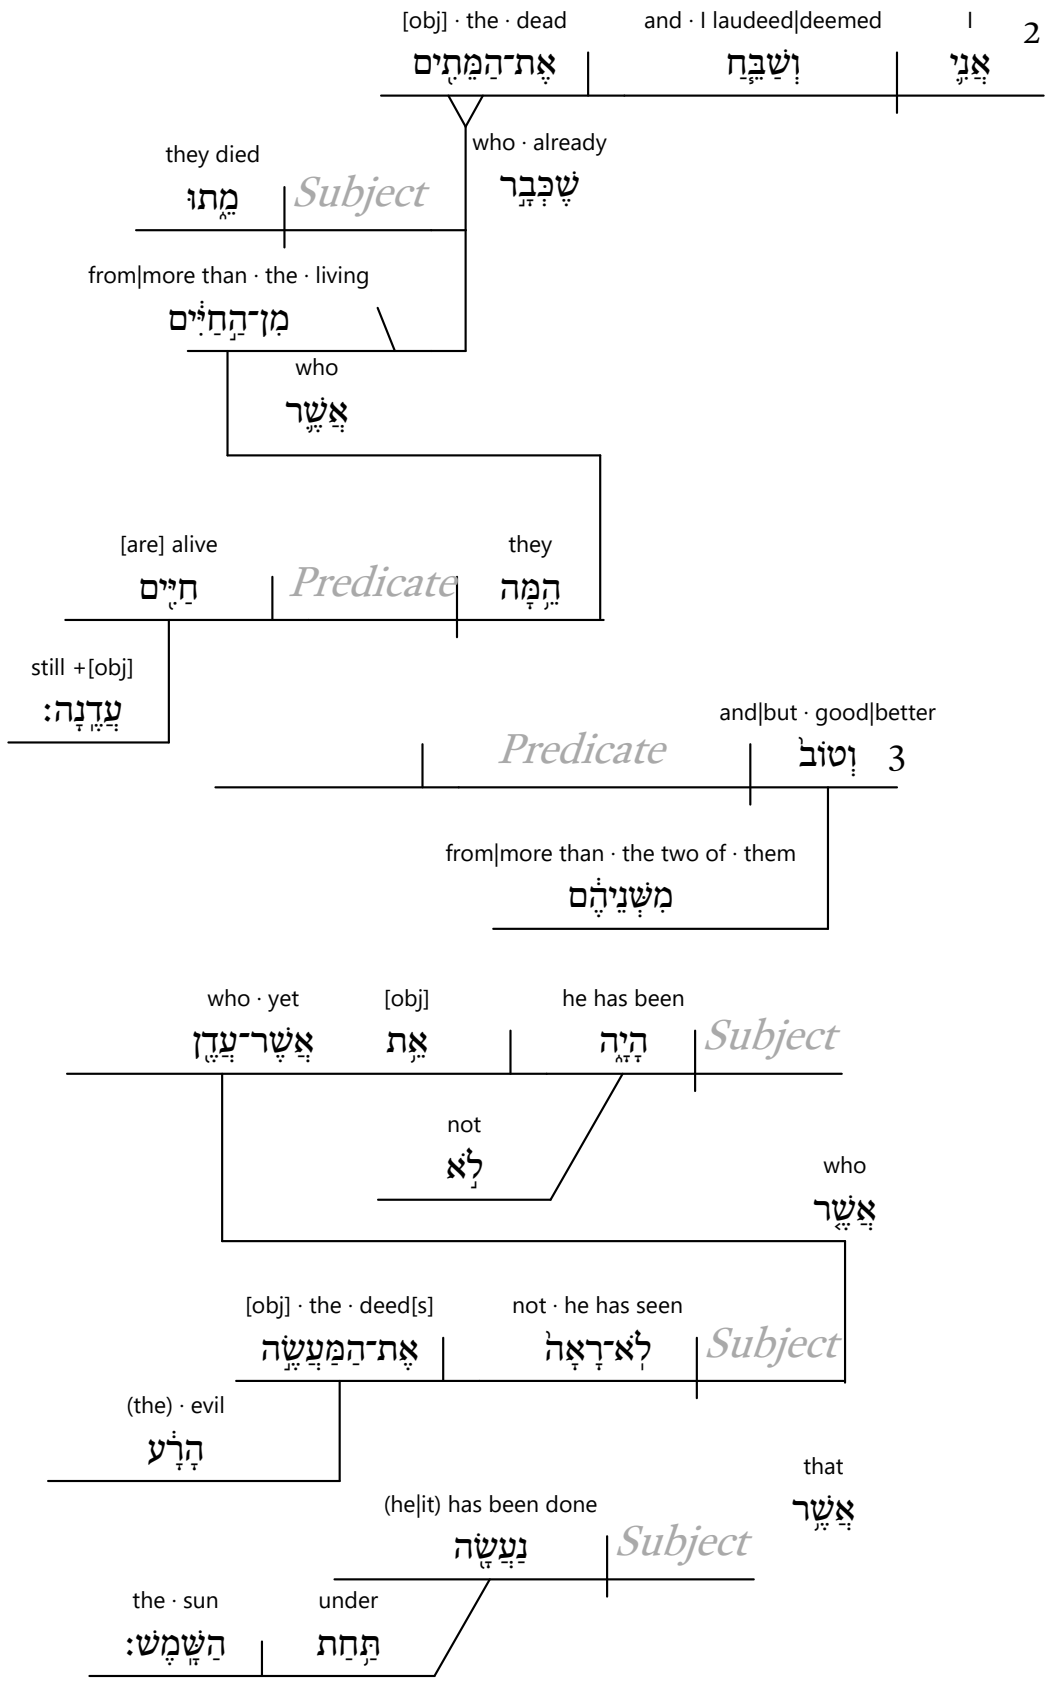 [obj] · the · dead and · I laudeed|deemed I 2
אֲנִ֥י וְשַׁבֵּ֧חַ אֶת־הַמֵּתִ֖ים
who · already
they died
שֶׁכְּבָ֣ר
מֵ֑תוּ Subject
from|more than · the · living
מִן־הַ֣חַיִּ֔ים
who
אֲשֶׁ֛ר
[are] alive they
הֵ֥מָּה Predicate חַיִּ֖ים
still +[obj]
עֲדֶֽנָה׃
and|but · good|better
3 וְטוֹב֙ Predicate
from|more than · the two of · them
מִשְּׁנֵיהֶ֔ם
who · yet [obj] he has been
Subject הָיָ֑ה אֵ֥ת אֲשֶׁר־עֲדֶ֖ן
not
לֹ֣א
who
אֲשֶׁ֤ר
[obj] · the · deed[s] not · he has seen
Subject לֹֽא־רָאָה֙ אֶת־הַמַּעֲשֶׂ֣ה
(the) · evil
הָרָ֔ע
that
אֲשֶׁ֥ר
(he|it) has been done
Subject נַעֲשָׂ֖ה
the · sun under
תַּ֥חַת הַשָּֽׁמֶשׁ׃